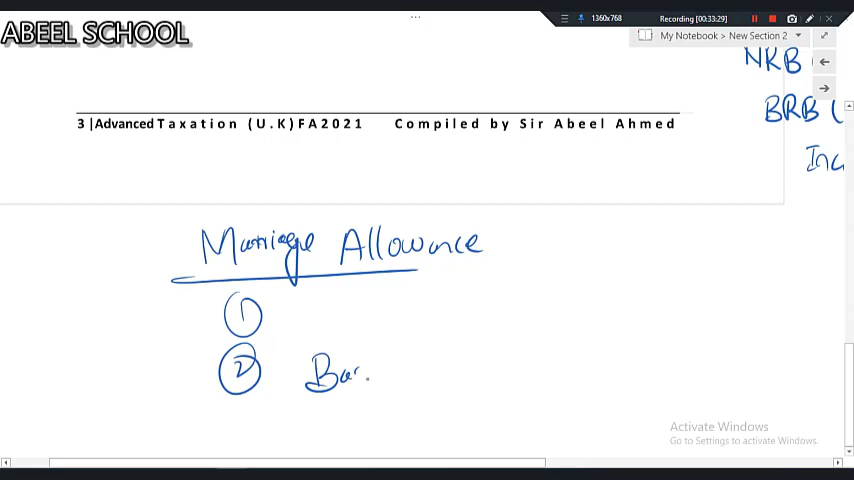 ABEEL SCHOOL
1360x768
Recording [00:33:29]
My Notebook > New Section 2
NRB (
BRB (
3|Advanced Taxation (U.K)FA2021 Compiled by Sir Abeel Ahmed
Marriage Allowance
1
2 Bas
Activate Windows
Go to Settings to activate Windows.